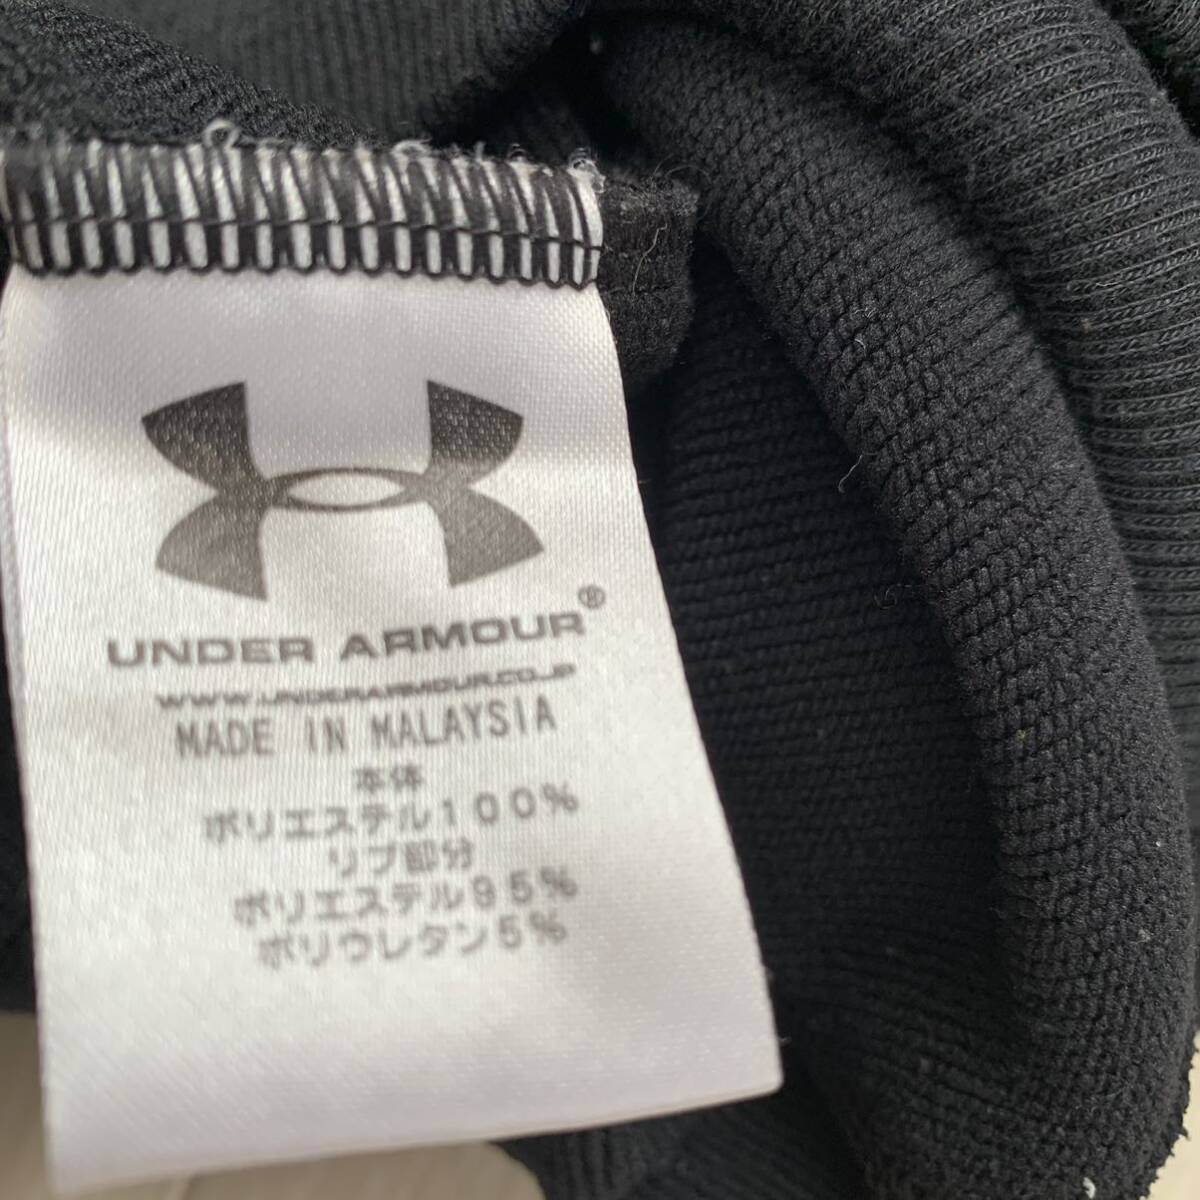 UNDER ARMOUR®
WWW.UNDERARMOUR.CO.JP
MADE IN MALAYSIA
本体
ポリエステル100%
リブ部分
ポリエステル95%
ポリウレタン5%